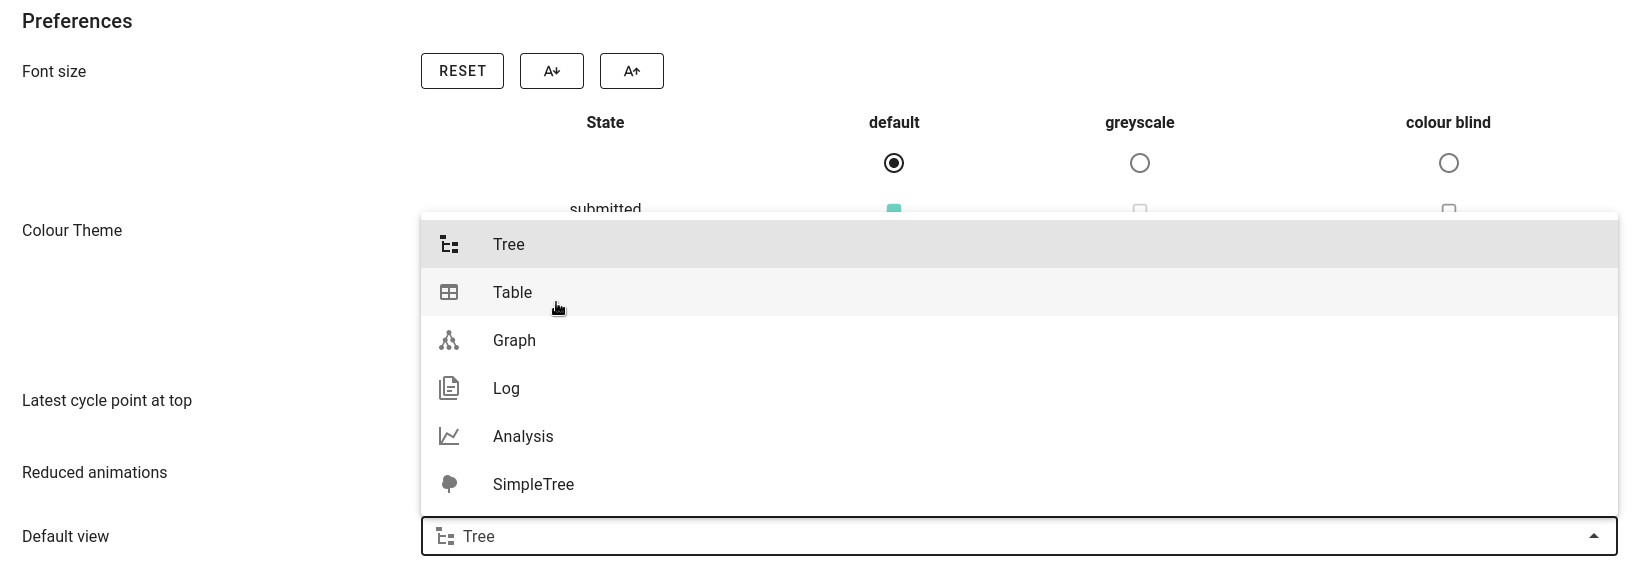 Preferences
Font size
RESET A A
State default greyscale colour blind
submitted
Colour Theme
Tree
Table
Graph
Log
Latest cycle point at top
Analysis
Reduced animations
SimpleTree
Default view Tree